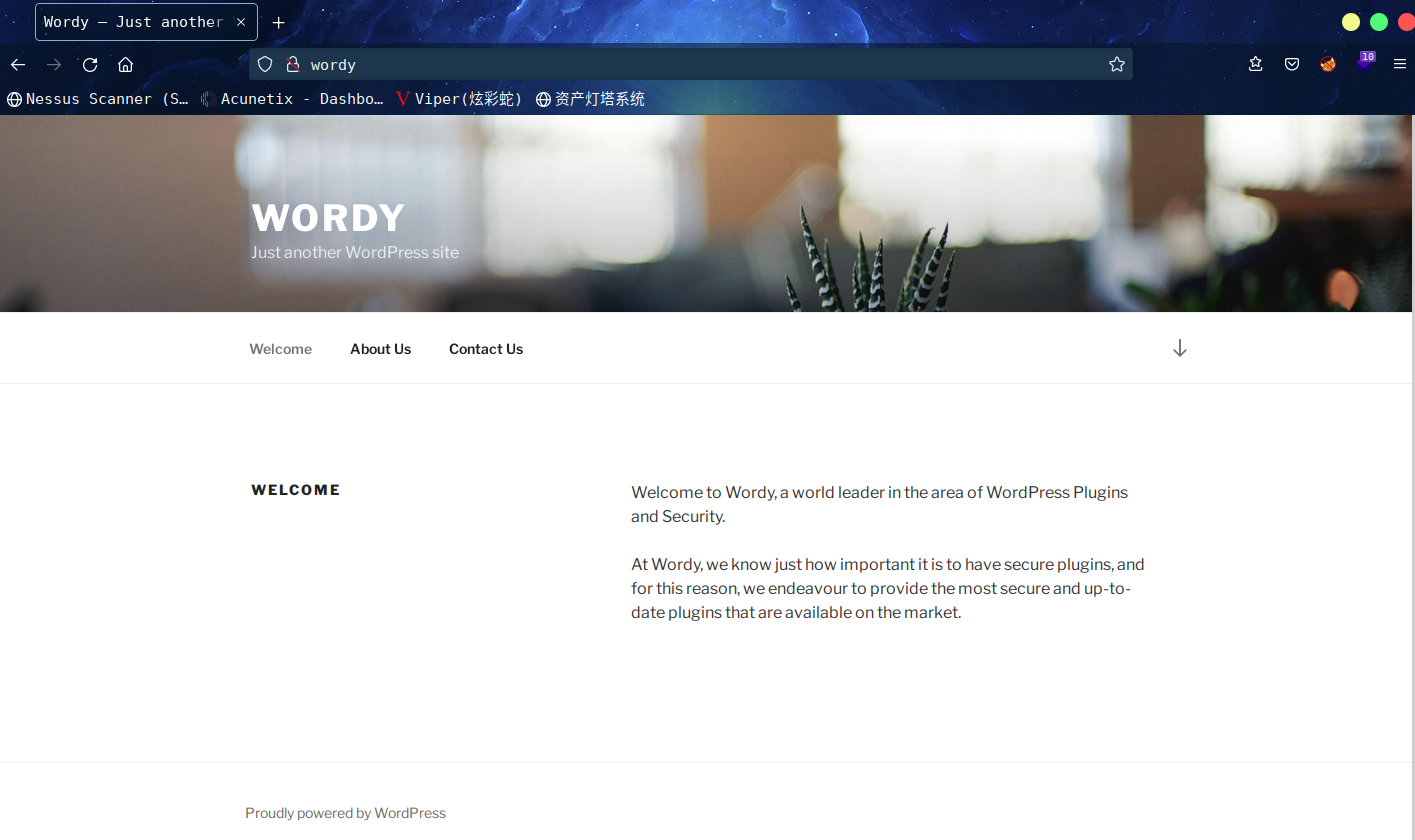 Wordy – Just another
wordy
10
Nessus Scanner (S… Acunetix - Dashbo… Viper(炫彩蛇) 资产灯塔系统
WORDY
Just another WordPress site
Welcome About Us Contact Us
WELCOME
Welcome to Wordy, a world leader in the area of WordPress Plugins
and Security.
At Wordy, we know just how important it is to have secure plugins, and
for this reason, we endeavour to provide the most secure and up-to-
date plugins that are available on the market.
Proudly powered by WordPress